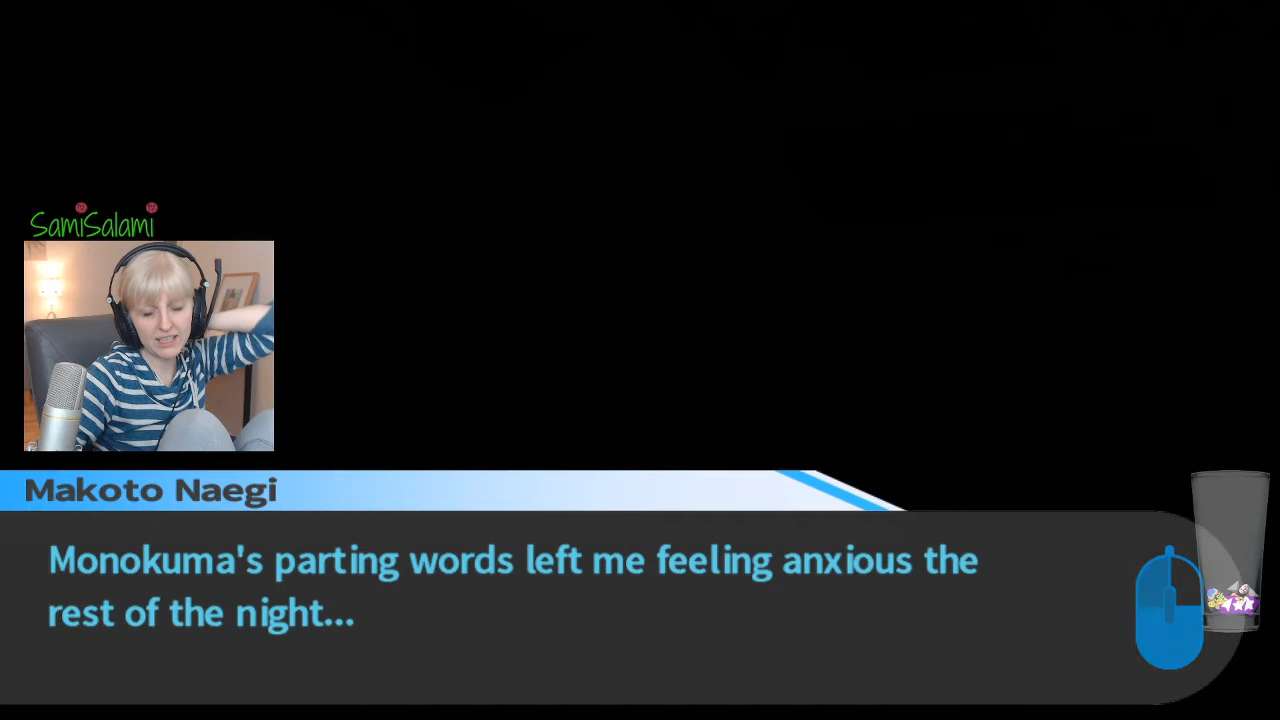 SamiSalami
Makoto Naegi
Monokuma's parting words left me feeling anxious the
rest of the night...